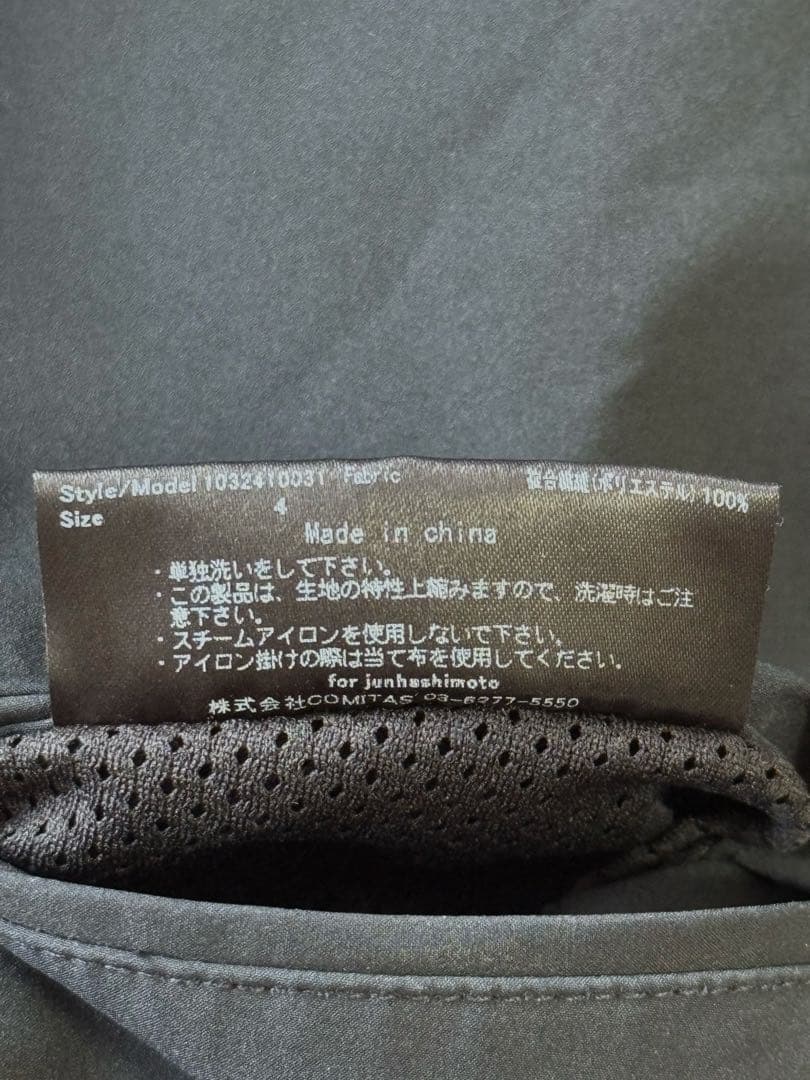 Style/Model 1032410031 Fabric 複合繊維(ポリエステル)100%
Size 4
Made in china
・単独洗いをして下さい。
・この製品は、生地の特性上縮みますので、洗濯時はご注
意下さい。
・スチームアイロンを使用しないで下さい。
・アイロン掛けの際は当て布を使用してください。
for junhashimoto
株式会社COMITAS 03-6277-5550